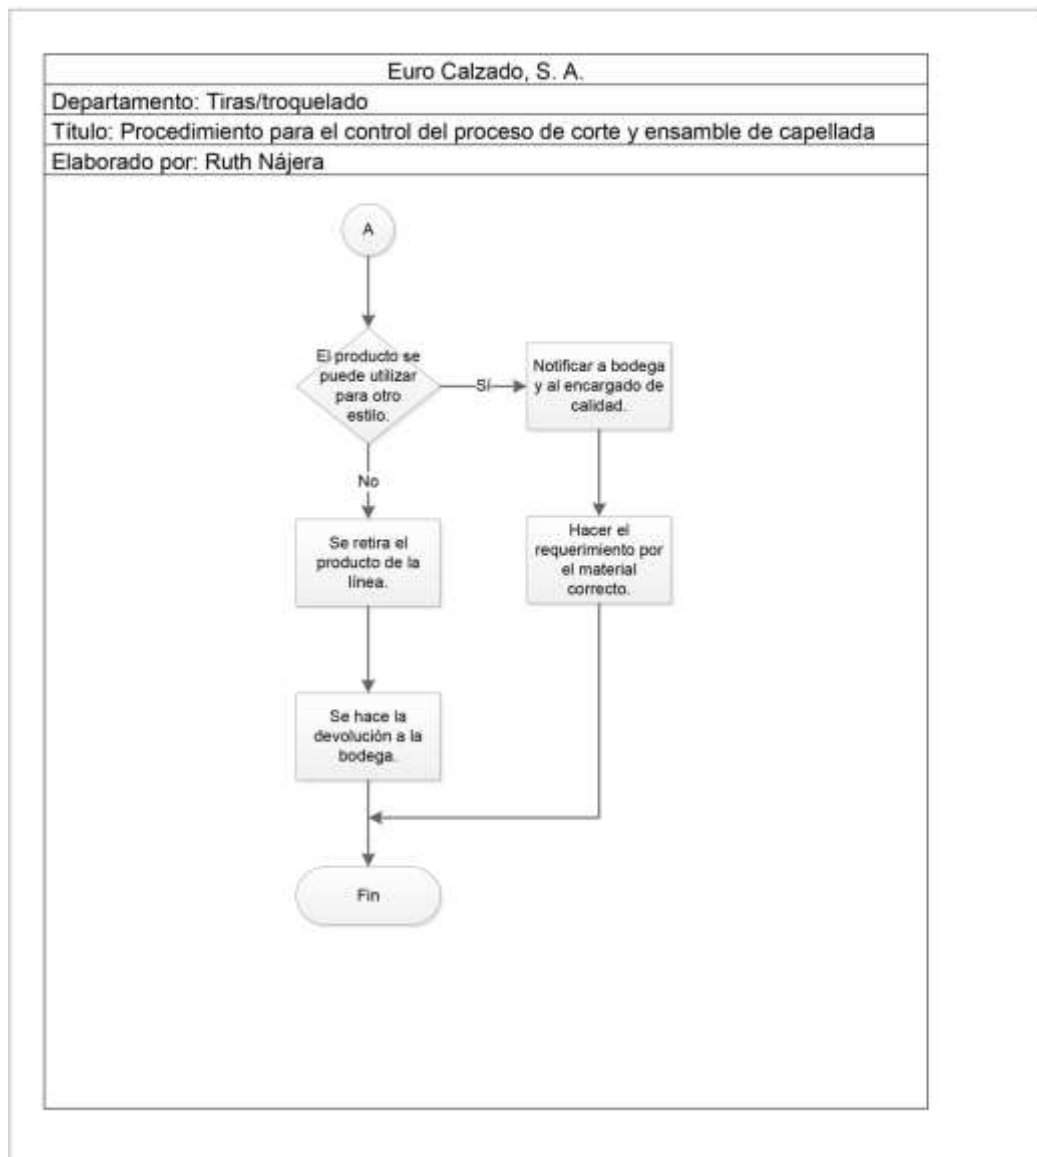 Euro Calzado, S. A.
Departamento: Tiras/troquelado
Título: Procedimiento para el control del proceso de corte y ensamble de capellada
Elaborado por: Ruth Nájera
A
El producto se
puede utilizar
para otro
estilo.
Sí
Notificar a bodega
y al encargado de
calidad.
No
Se retira el
producto de la
línea.
Hacer el
requerimiento por
el material
correcto.
Se hace la
devolución a la
bodega.
Fin